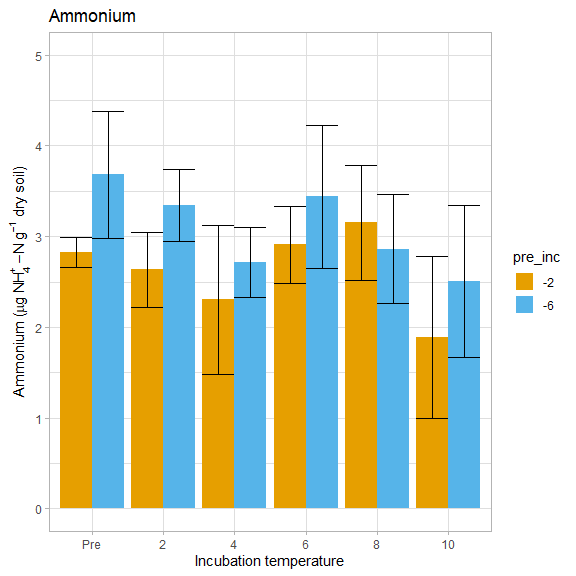 Ammonium
5
4
3
2
1
0
Ammonium (μg NH₄⁺−N g⁻¹ dry soil)
Pre 2 4 6 8 10
Incubation temperature
pre_inc
-2
-6